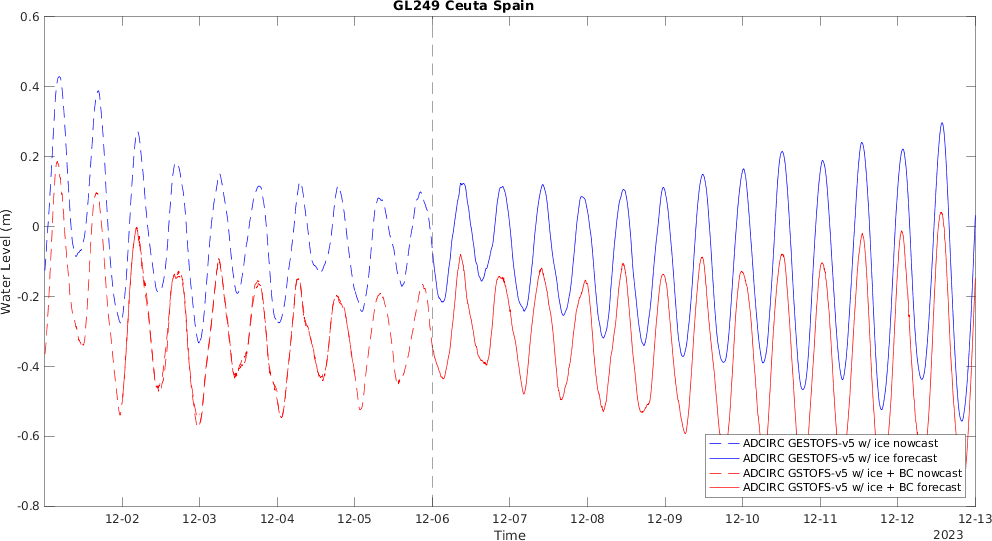 GL249 Ceuta Spain
Water Level (m)
0.6
0.4
0.2
0
-0.2
-0.4
-0.6
-0.8
ADCIRC GESTOFS-v5 w/ ice nowcast
ADCIRC GESTOFS-v5 w/ ice forecast
ADCIRC GSTOFS-v5 w/ ice + BC nowcast
ADCIRC GSTOFS-v5 w/ ice + BC forecast
12-02 12-03 12-04 12-05 12-06 12-07 12-08 12-09 12-10 12-11 12-12 12-13
Time
2023